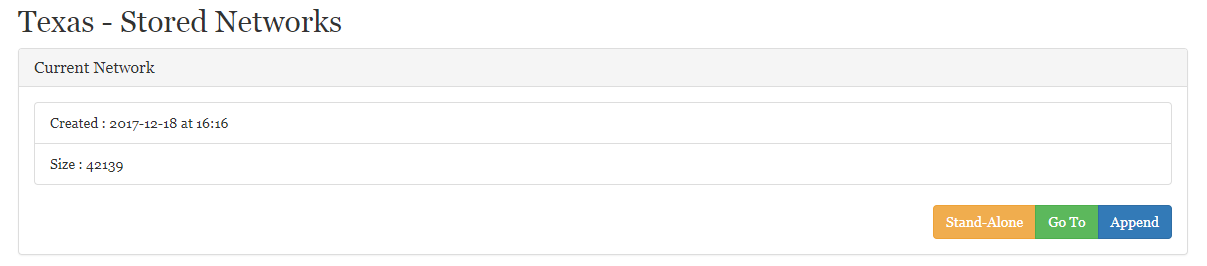 Texas - Stored Networks
Current Network
Created : 2017-12-18 at 16:16
Size : 42139
Stand-Alone Go To Append